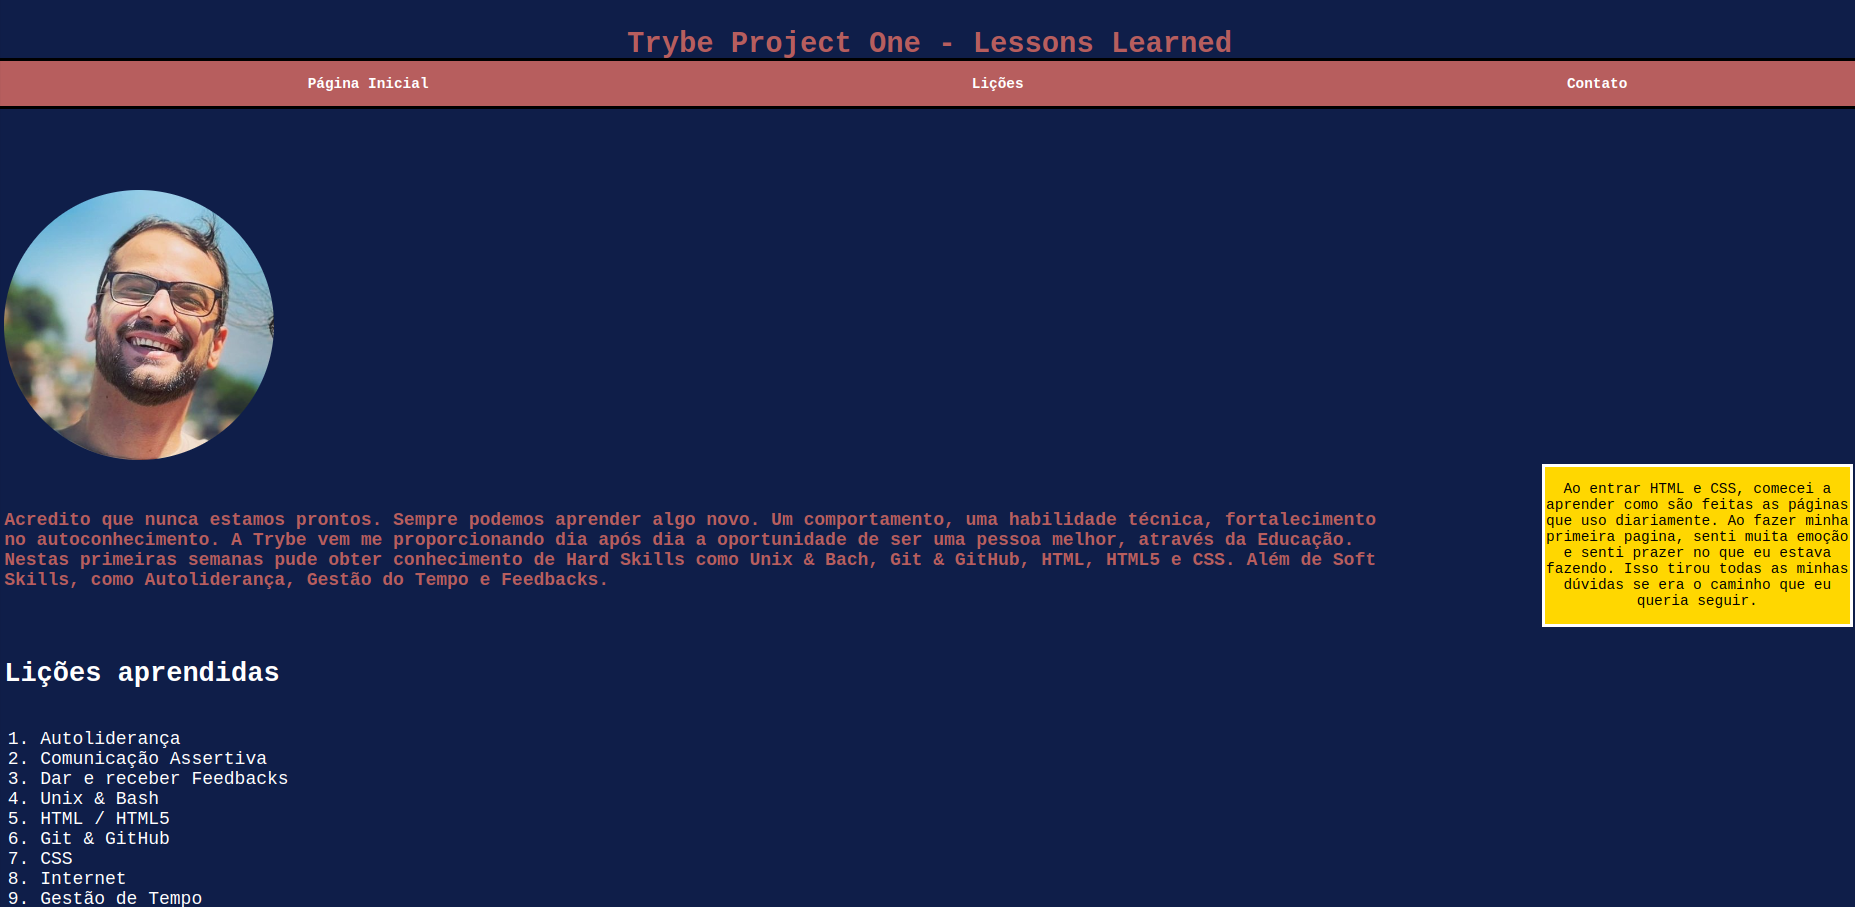 Trybe Project One - Lessons Learned
Página Inicial
Lições
Contato
Acredito que nunca estamos prontos. Sempre podemos aprender algo novo. Um comportamento, uma habilidade técnica, fortalecimento
no autoconhecimento. A Trybe vem me proporcionando dia após dia a oportunidade de ser uma pessoa melhor, através da Educação.
Nestas primeiras semanas pude obter conhecimento de Hard Skills como Unix & Bach, Git & GitHub, HTML, HTML5 e CSS. Além de Soft
Skills, como Autoliderança, Gestão do Tempo e Feedbacks.
Ao entrar HTML e CSS, comecei a
aprender como são feitas as páginas
que uso diariamente. Ao fazer minha
primeira pagina, senti muita emoção
e senti prazer no que eu estava
fazendo. Isso tirou todas as minhas
dúvidas se era o caminho que eu
queria seguir.
Lições aprendidas
1. Autoliderança
2. Comunicação Assertiva
3. Dar e receber Feedbacks
4. Unix & Bash
5. HTML / HTML5
6. Git & GitHub
7. CSS
8. Internet
9. Gestão de Tempo